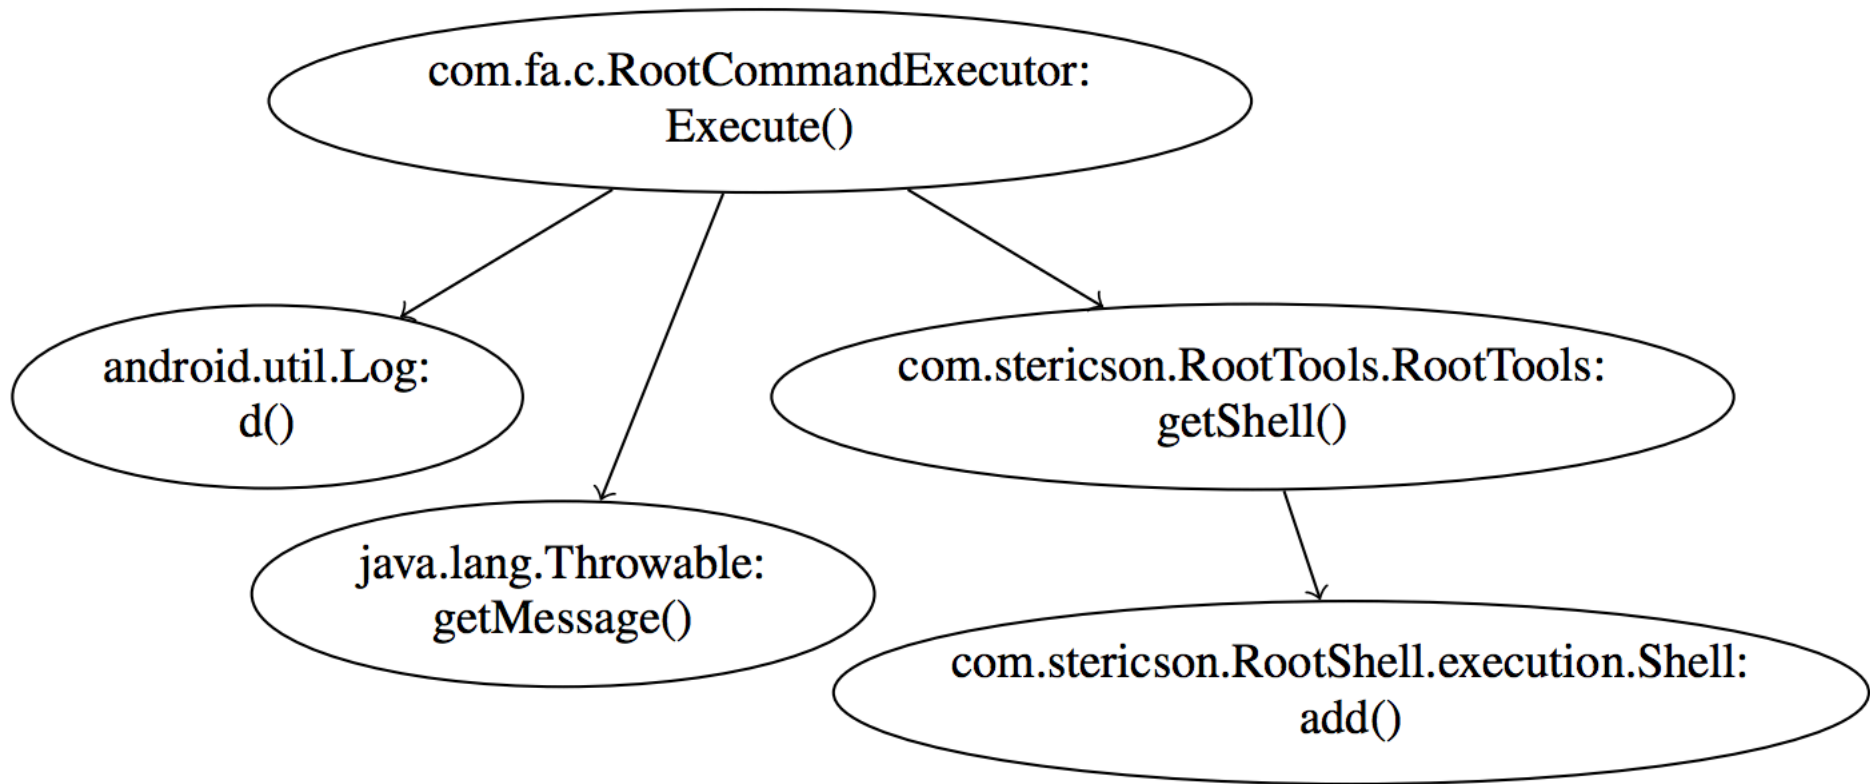 com.fa.c.RootCommandExecutor:
Execute()
android.util.Log:
d()
com.stericson.RootTools.RootTools:
getShell()
java.lang.Throwable:
getMessage()
com.stericson.RootShell.execution.Shell:
add()